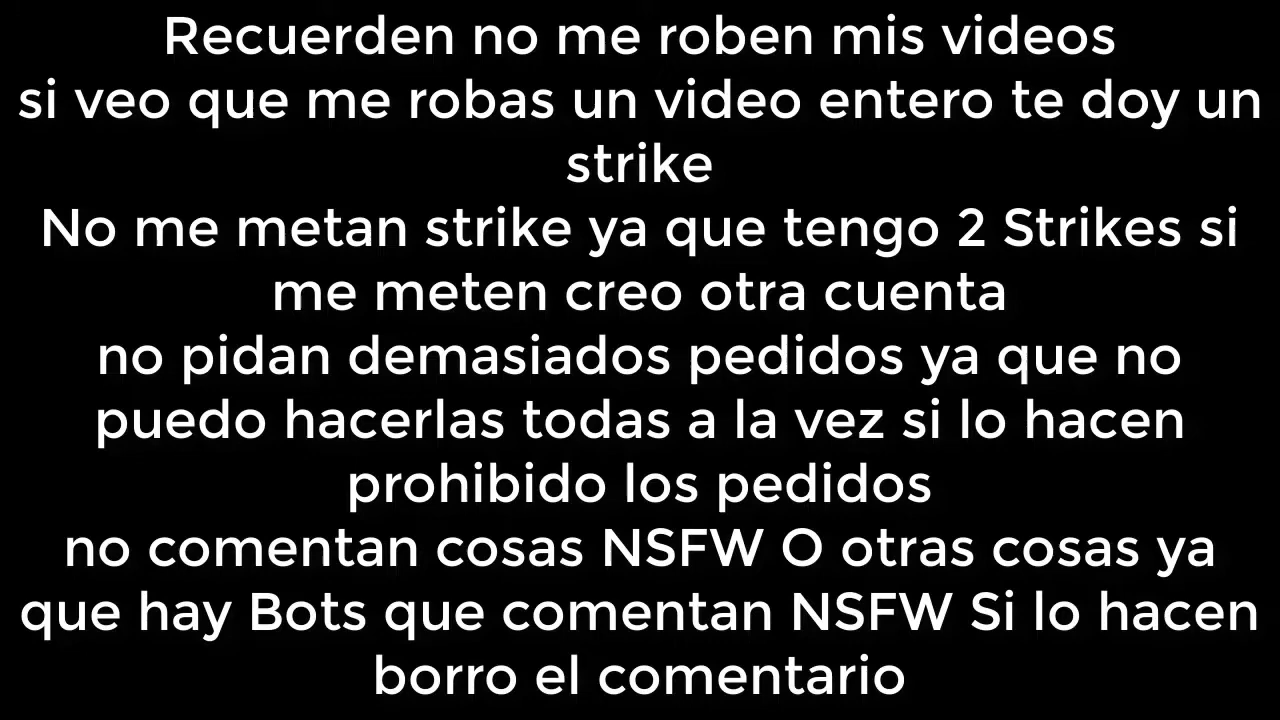 Recuerden no me roben mis videos
si veo que me robas un video entero te doy un
strike
No me metan strike ya que tengo 2 Strikes si
me meten creo otra cuenta
no pidan demasiados pedidos ya que no
puedo hacerlas todas a la vez si lo hacen
prohibido los pedidos
no comentan cosas NSFW O otras cosas ya
que hay Bots que comentan NSFW Si lo hacen
borro el comentario